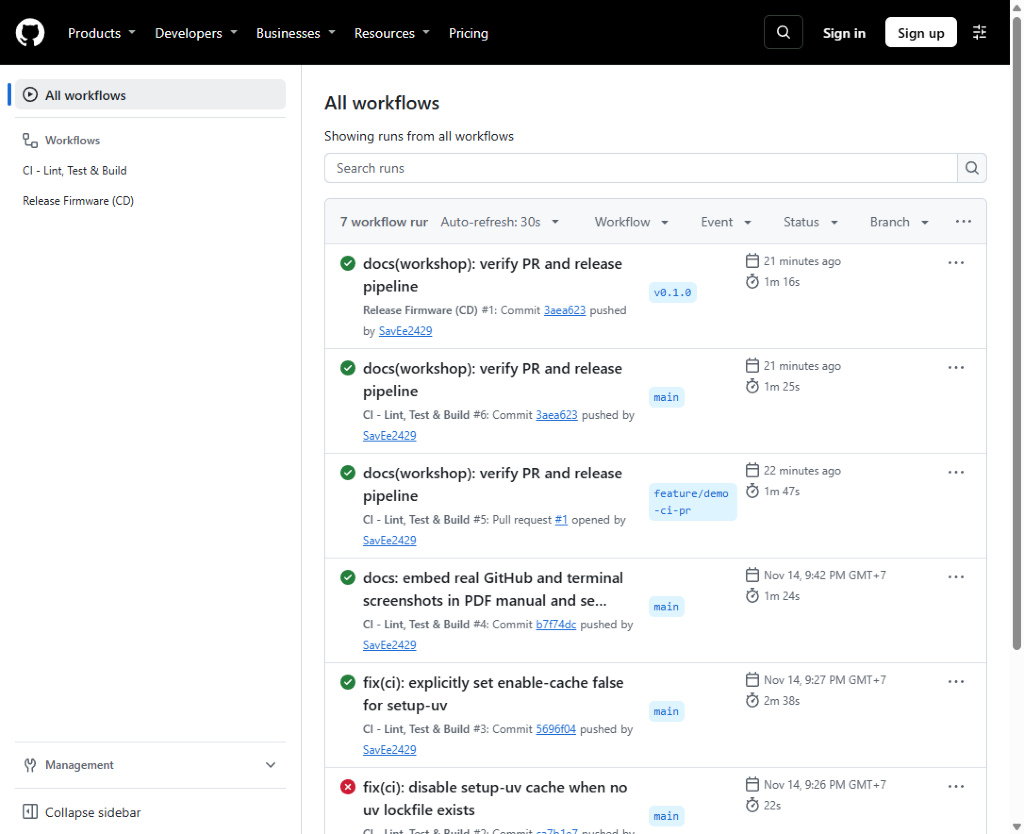 Products Developers Businesses Resources Pricing Sign in Sign up
All workflows
Workflows
CI - Lint, Test & Build
Release Firmware (CD)
Management
Collapse sidebar
All workflows
Showing runs from all workflows
Search runs
7 workflow run Auto-refresh: 30s Workflow Event Status Branch
docs(workshop): verify PR and release
pipeline
Release Firmware (CD) #1: Commit 3aea623 pushed
by SavEe2429
v0.1.0
21 minutes ago
1m 16s
docs(workshop): verify PR and release
pipeline
CI - Lint, Test & Build #6: Commit 3aea623 pushed by
SavEe2429
main
21 minutes ago
1m 25s
docs(workshop): verify PR and release
pipeline
CI - Lint, Test & Build #5: Pull request #1 opened by
SavEe2429
feature/demo
-ci-pr
22 minutes ago
1m 47s
docs: embed real GitHub and terminal
screenshots in PDF manual and se...
CI - Lint, Test & Build #4: Commit b7f74dc pushed by
SavEe2429
main
Nov 14, 9:42 PM GMT+7
1m 24s
fix(ci): explicitly set enable-cache false
for setup-uv
CI - Lint, Test & Build #3: Commit 5696f04 pushed by
SavEe2429
main
Nov 14, 9:27 PM GMT+7
2m 38s
fix(ci): disable setup-uv cache when no
uv lockfile exists
CI - Lint, Test & Build #2: Commit ca7b1e7 pushed by
main
Nov 14, 9:26 PM GMT+7
22s